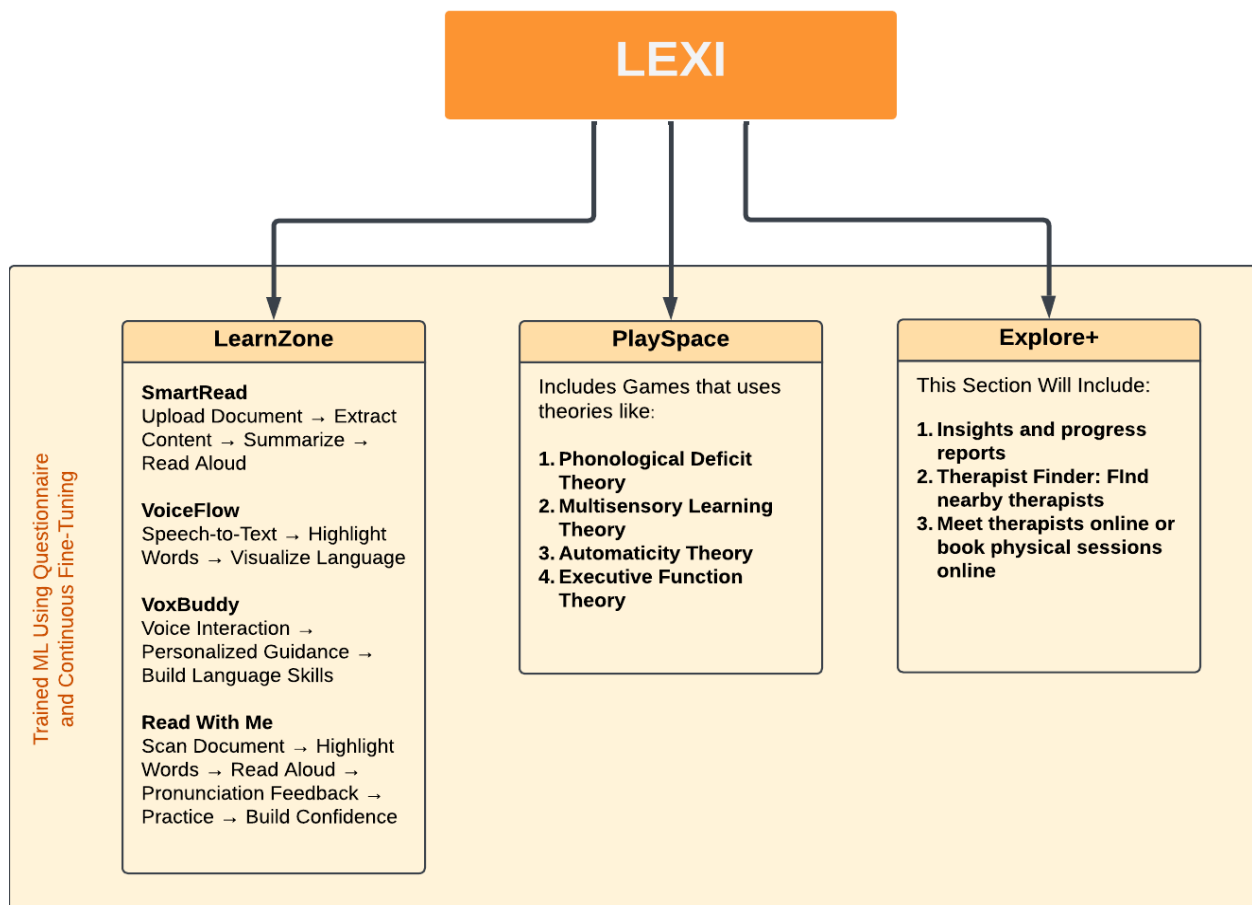 LEXI
Trained ML Using Questionnaire
and Continuous Fine-Tuning
LearnZone
SmartRead
Upload Document → Extract
Content → Summarize →
Read Aloud
VoiceFlow
Speech-to-Text → Highlight
Words → Visualize Language
VoxBuddy
Voice Interaction →
Personalized Guidance →
Build Language Skills
Read With Me
Scan Document → Highlight
Words → Read Aloud →
Pronunciation Feedback →
Practice → Build Confidence
PlaySpace
Includes Games that uses
theories like:
1. Phonological Deficit
Theory
2. Multisensory Learning
Theory
3. Automaticity Theory
4. Executive Function
Theory
Explore+
This Section Will Include:
1. Insights and progress
reports
2. Therapist Finder: FInd
nearby therapists
3. Meet therapists online or
book physical sessions
online